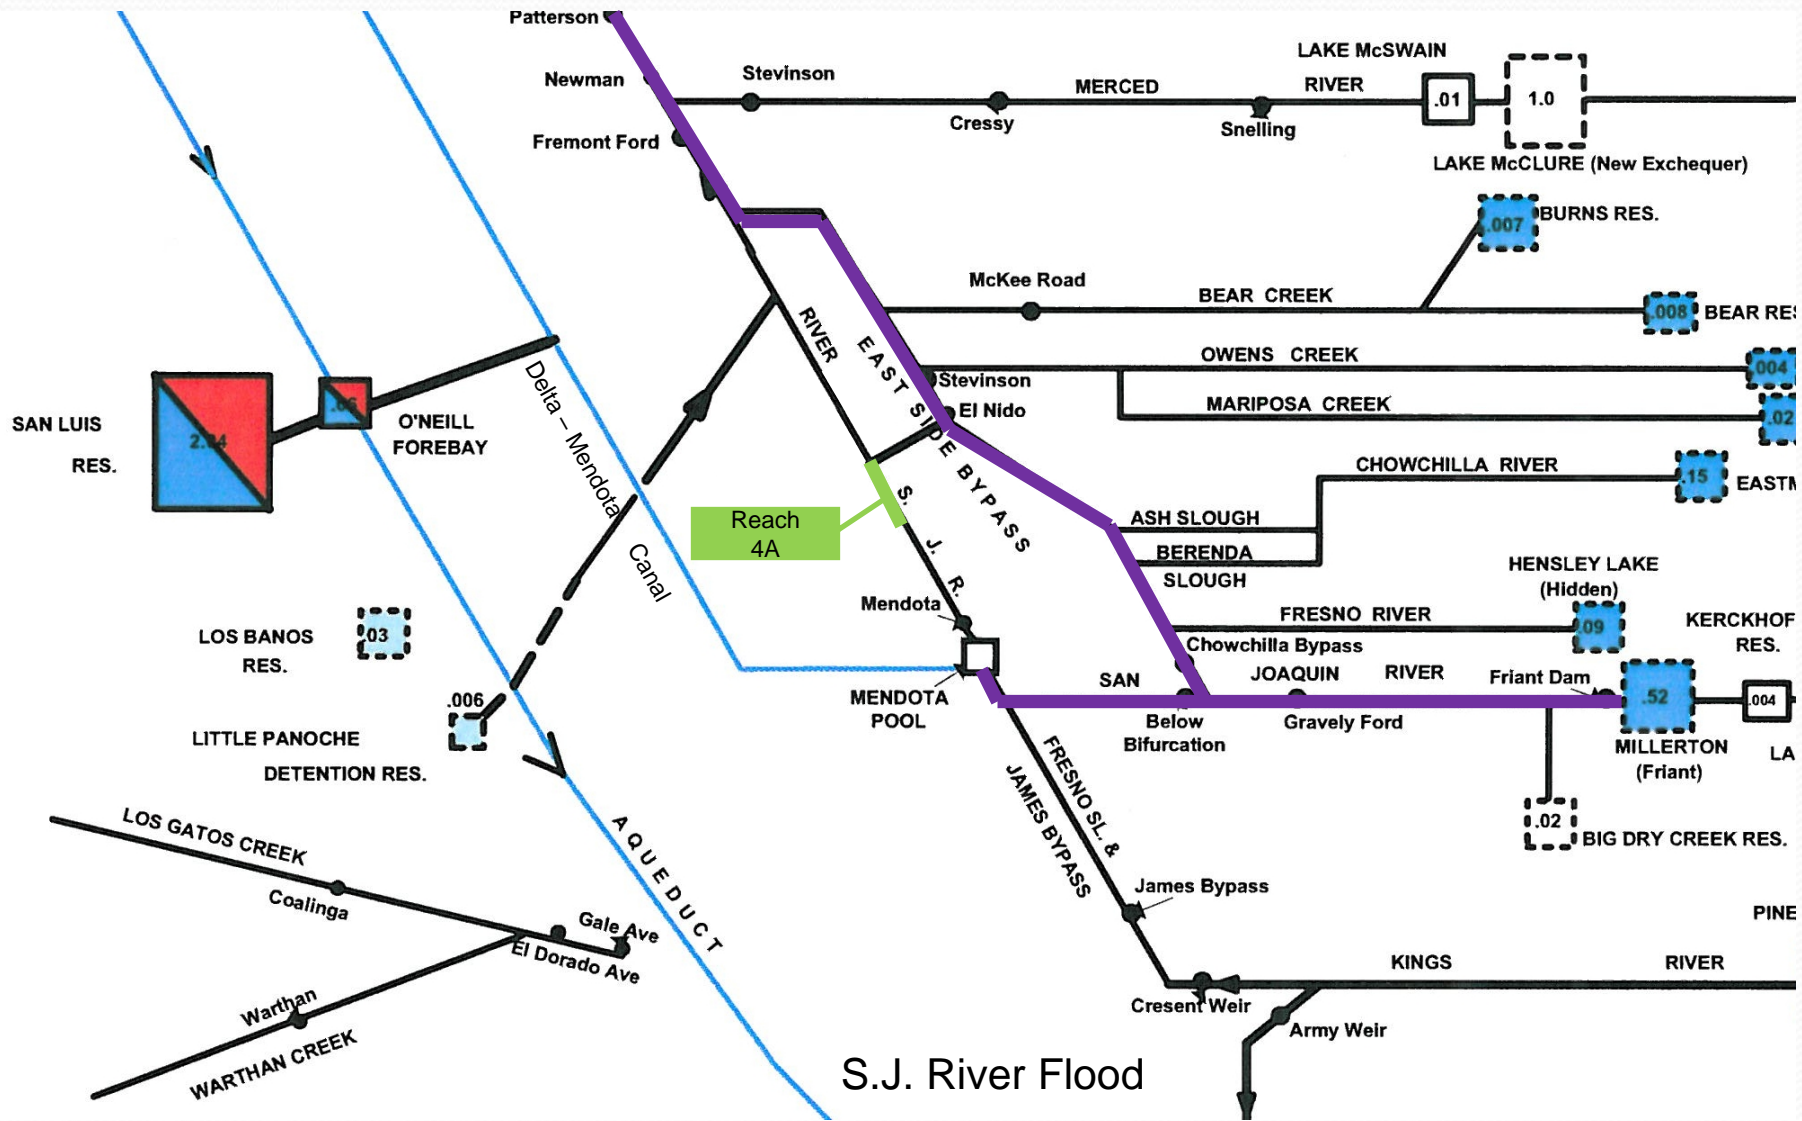 Patterson
LAKE McSWAIN
Newman
Stevinson
MERCED
RIVER
.01
1.0
Cressy
Snelling
Fremont Ford
LAKE McCLURE (New Exchequer)
BURNS RES.
.007
McKee Road
BEAR CREEK
.008
BEAR RES
RIVER
EAST SIDE BYPASS
OWENS CREEK
004
Stevinson
El Nido
MARIPOSA CREEK
.02
SAN LUIS
RES.
O'NEILL
FOREBAY
Delta – Mendota
Canal
CHOWCHILLA RIVER
.15
EASTM
S. J. R.
Reach
4A
ASH SLOUGH
BERENDA
SLOUGH
HENSLEY LAKE
(Hidden)
.09
Mendota
FRESNO RIVER
KERCKHOF
RES.
LOS BANOS
RES.
.03
Chowchilla Bypass
SAN
JOAQUIN
RIVER
Friant Dam
.52
.004
MENDOTA
POOL
Below
Bifurcation
Gravely Ford
MILLERTON
(Friant)
LA
.006
LITTLE PANOCHE
DETENTION RES.
FRESNO SL. &
JAMES BYPASS
.02
BIG DRY CREEK RES.
LOS GATOS CREEK
AQUEDUCT
Coalinga
James Bypass
Gale Ave
El Dorado Ave
PINE
KINGS
RIVER
Warthan
WARTHAN CREEK
Cresent Weir
Army Weir
S.J. River Flood